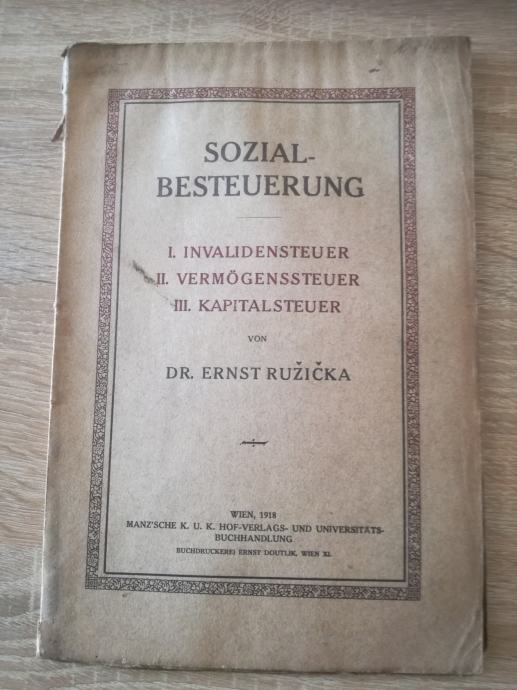 SOZIAL-
BESTEUERUNG
I. INVALIDENSTEUER
II. VERMÖGENSSTEUER
III. KAPITALSTEUER
VON
DR. ERNST RUŽIČKA
WIEN, 1918
MANZ'SCHE K. U. K. HOF-VERLAGS- UND UNIVERSITÄTS-
BUCHHANDLUNG
BUCHDRUCKEREI ERNST DOUTLIK, WIEN XI.